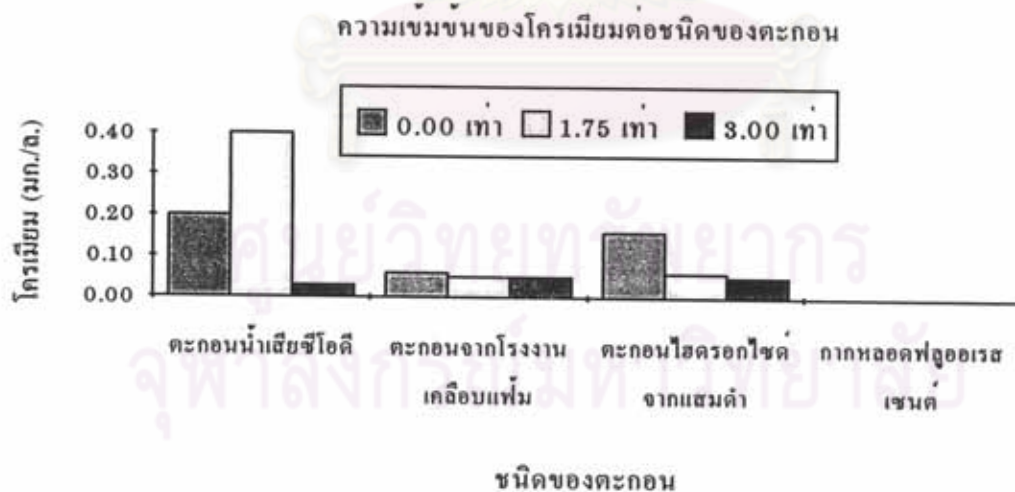 ความเข้มข้นของโครเมียมต่อชนิดของตะกอน
0.00 เท่า 1.75 เท่า 3.00 เท่า
โครเมียม (มก./ล.)
0.40
0.30
0.20
0.10
0.00
ตะกอนน้ำเสียซีโอดี ตะกอนจากโรงงาน ตะกอนไฮดรอกไซด์ กากหลอดฟลูออเรส
เคลือบแฟ้ม จากแสมดำ เซนต์
ชนิดของตะกอน
ศูนย์วิทยทรัพยากร
จุฬาลงกรณ์มหาวิทยาลัย